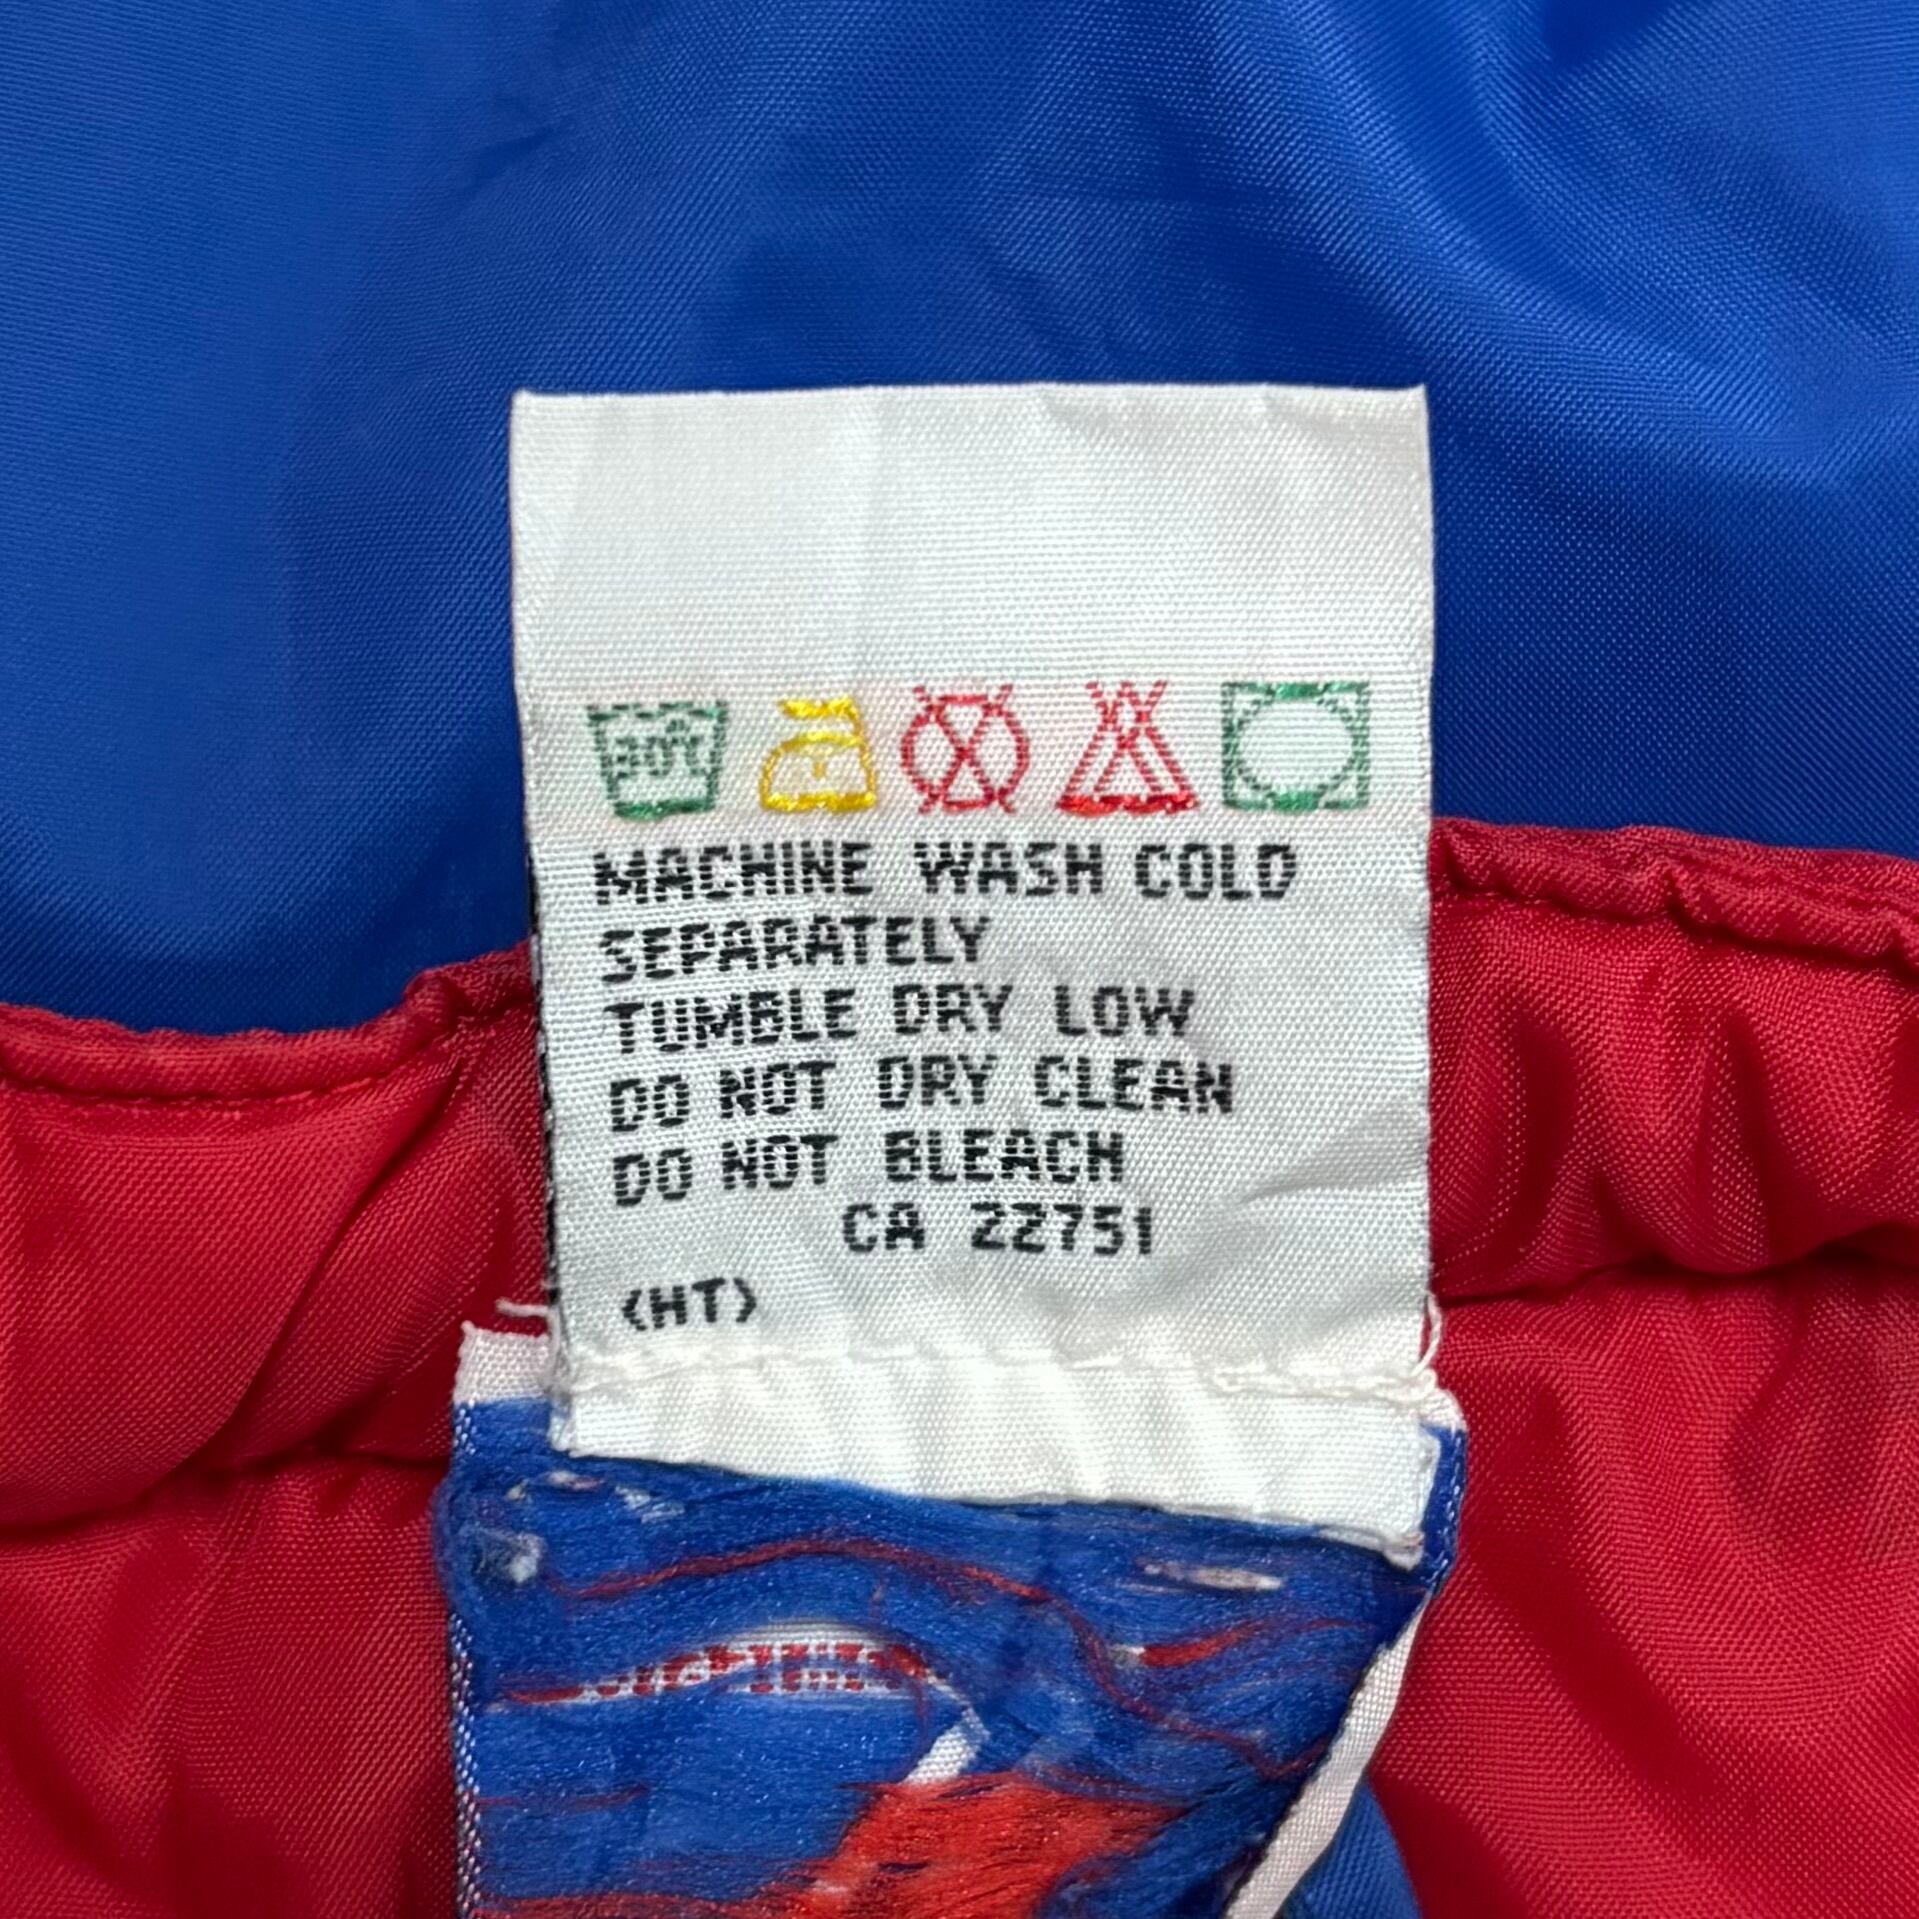 30°C
MACHINE WASH COLD
SEPARATELY
TUMBLE DRY LOW
DO NOT DRY CLEAN
DO NOT BLEACH
CA 22751
(HT)